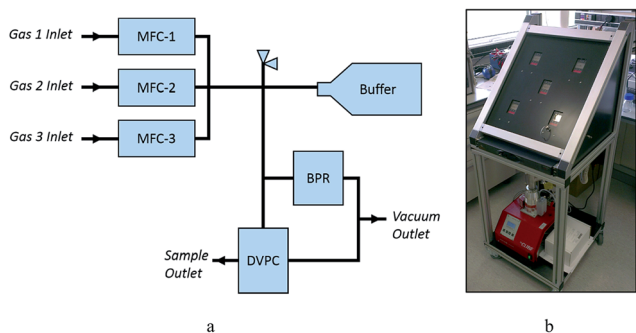 Gas 1 Inlet
MFC-1
Gas 2 Inlet
MFC-2
Gas 3 Inlet
MFC-3
Buffer
BPR
Vacuum
Outlet
Sample
Outlet
DVPC
a
b